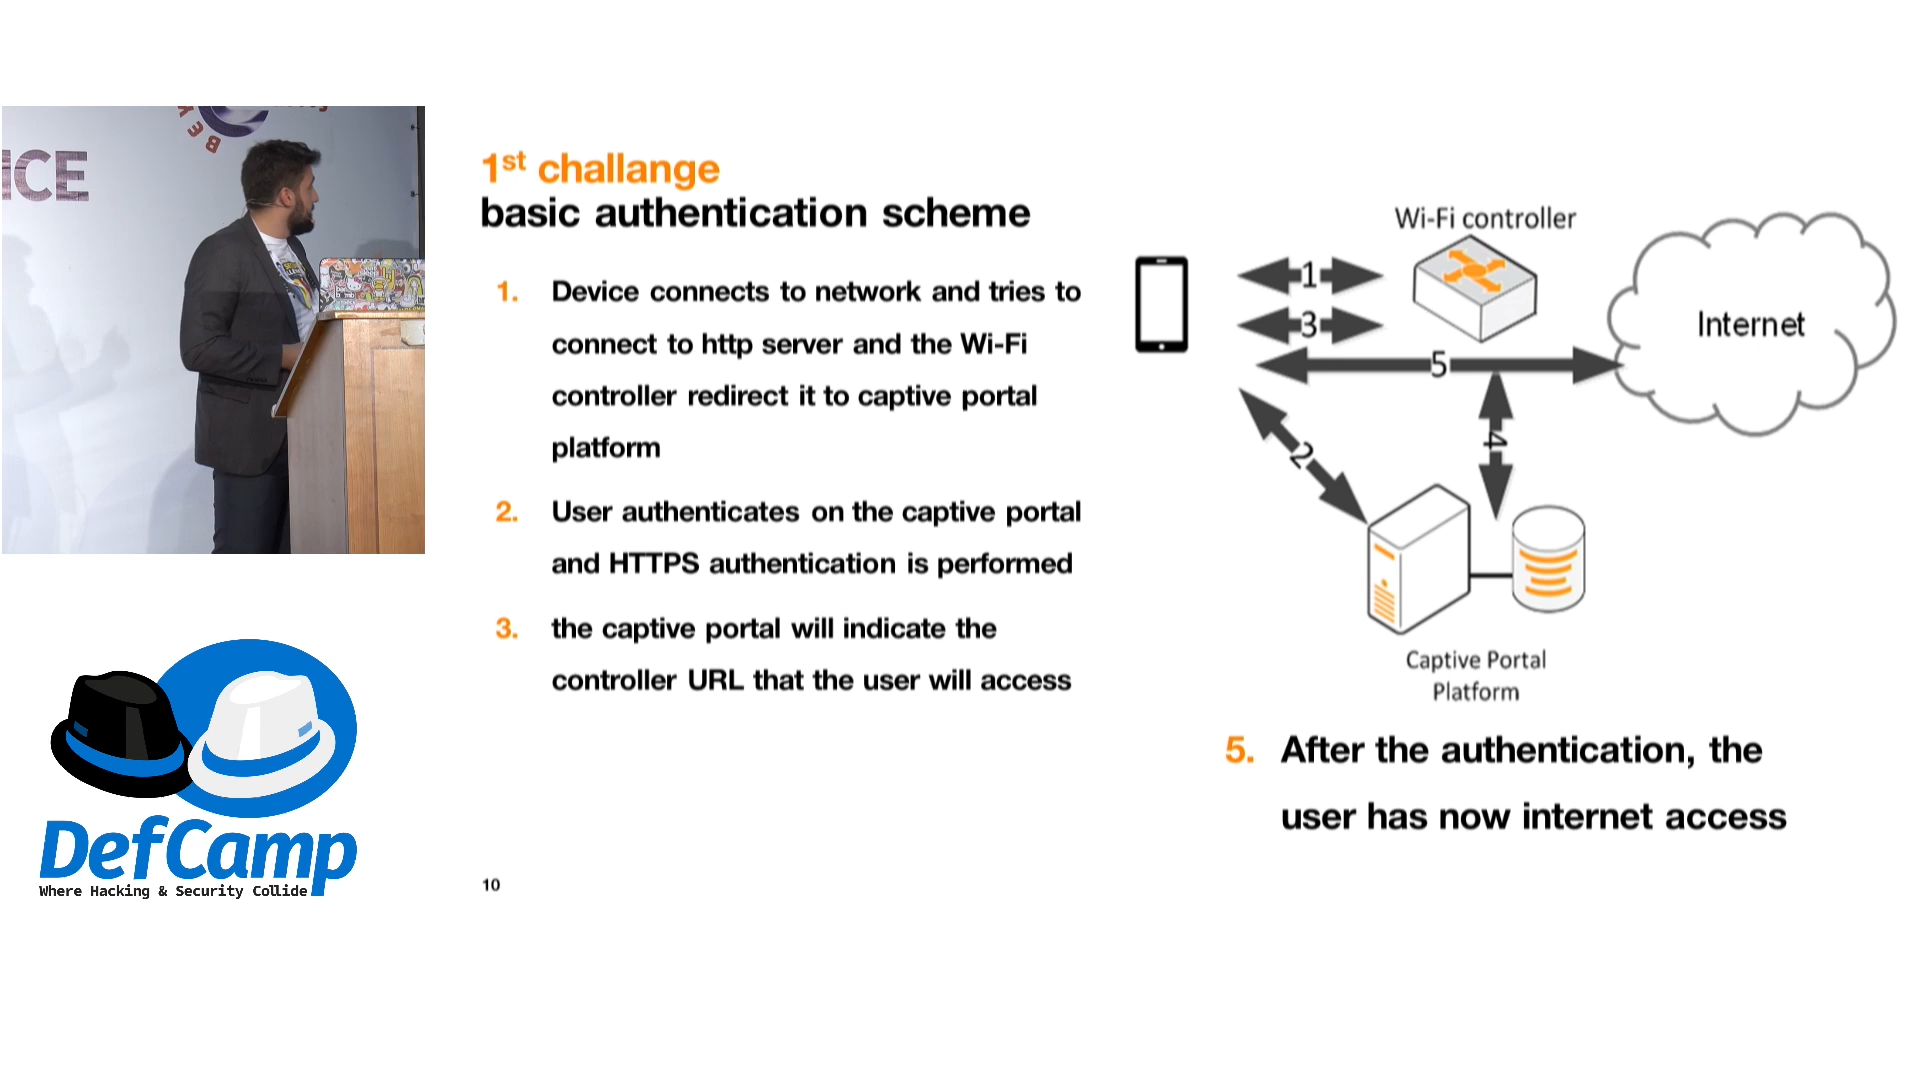 ICE
BER
1st challange
basic authentication scheme
1. Device connects to network and tries to
connect to http server and the Wi-Fi
controller redirect it to captive portal
platform
2. User authenticates on the captive portal
and HTTPS authentication is performed
3. the captive portal will indicate the
controller URL that the user will access
10
Wi-Fi controller
1
3
5
Internet
2
4
Captive Portal
Platform
5. After the authentication, the
user has now internet access
DefCamp
Where Hacking & Security Collide